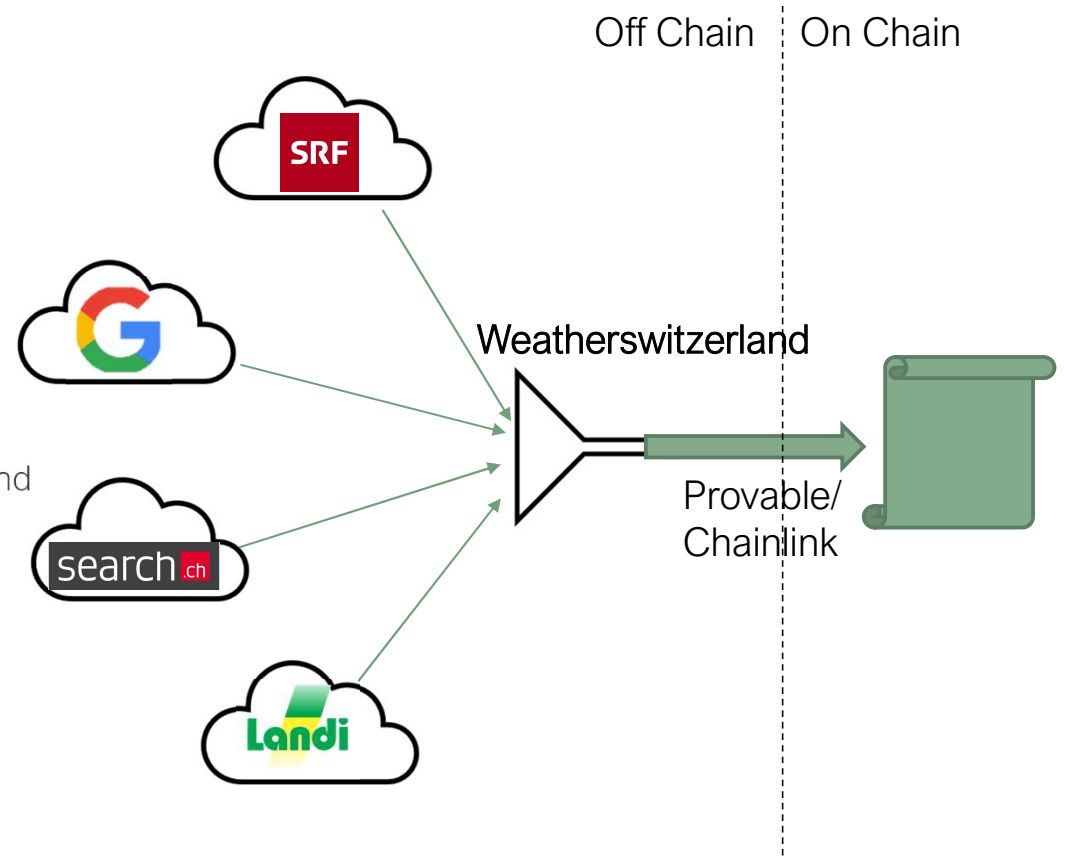 Off Chain
On Chain
SRF
G
Weatherswitzerland
nd
search.ch
Provable/
Chainlink
Landi